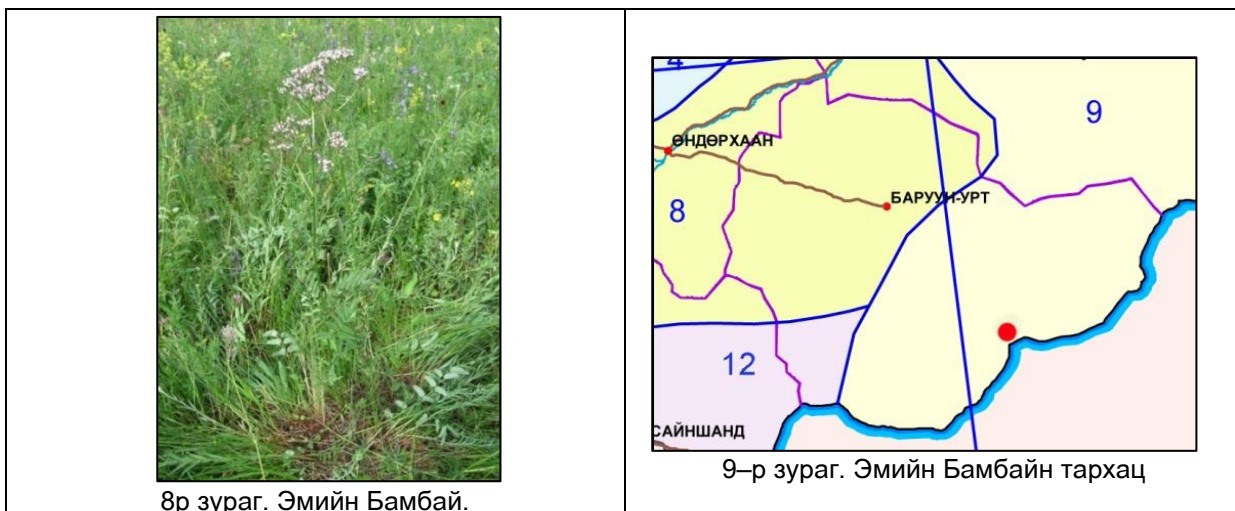 4
9
ӨНДӨРХААН
БАРУУН-УРТ
8
12
САЙНШАНД
8р зураг. Эмийн Бамбай.
9–р зураг. Эмийн Бамбайн тархац